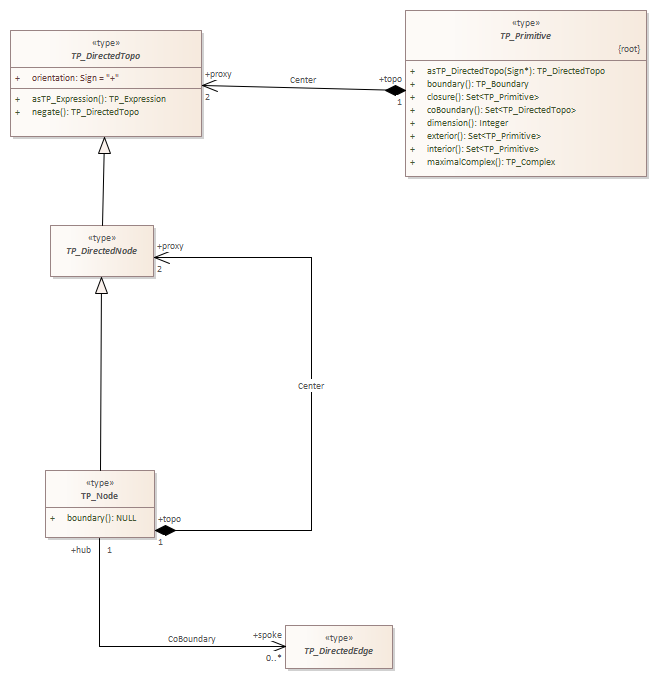 «type»
TP_DirectedTopo
+ orientation: Sign = "+"
+ asTP_Expression(): TP_Expression
+ negate(): TP_DirectedTopo
+proxy
2
Center
+topo
1
«type»
TP_Primitive
{root}
+ asTP_DirectedTopo(Sign*): TP_DirectedTopo
+ boundary(): TP_Boundary
+ closure(): Set<TP_Primitive>
+ coBoundary(): Set<TP_DirectedTopo>
+ dimension(): Integer
+ exterior(): Set<TP_Primitive>
+ interior(): Set<TP_Primitive>
+ maximalComplex(): TP_Complex
«type»
TP_DirectedNode
+proxy
2
Center
«type»
TP_Node
+ boundary(): NULL
+topo
1
+hub 1
CoBoundary
+spoke
0..*
«type»
TP_DirectedEdge